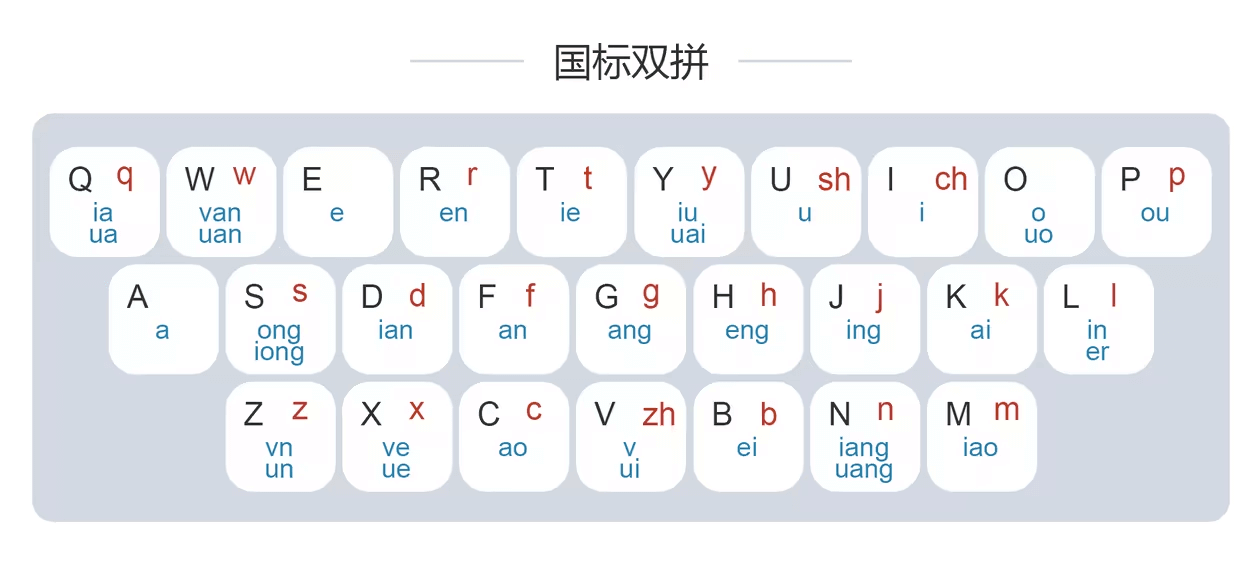 国标双拼
Q q W w E R r T t Y y U sh I ch O P p
ia van e en ie iu u i o ou
ua uan uai uo
A S s D d F f G g H h J j K k L l
a ong ian an ang eng ing ai in
iong er
Z z X x C c V zh B b N n M m
vn ve ao v ei iang iao
un ue ui uang